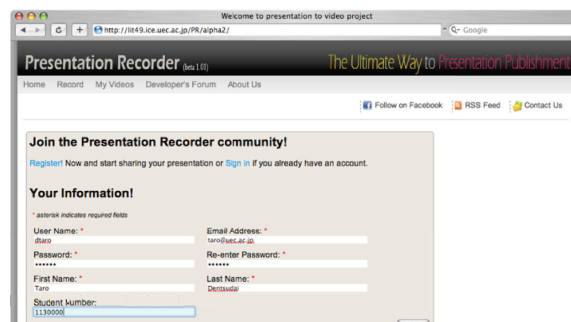 Welcome to presentation to video project
http://lit49.ice.uec.ac.jp/PR/alpha2/
Google
Presentation Recorder (beta 1.01)
The Ultimate Way to Presentation Publishment
Home Record My Videos Developer's Forum About Us
Follow on Facebook RSS Feed Contact Us
Join the Presentation Recorder community!
Register! Now and start sharing your presentation or Sign in if you already have an account.
Your Information!
* asterisk indicates required fields
User Name: * Email Address: *
dtaro taro@uec.ac.jp
Password: * Re-enter Password: *
•••••• ••••••
First Name: * Last Name: *
Taro Dentsudai
Student Number:
1130000